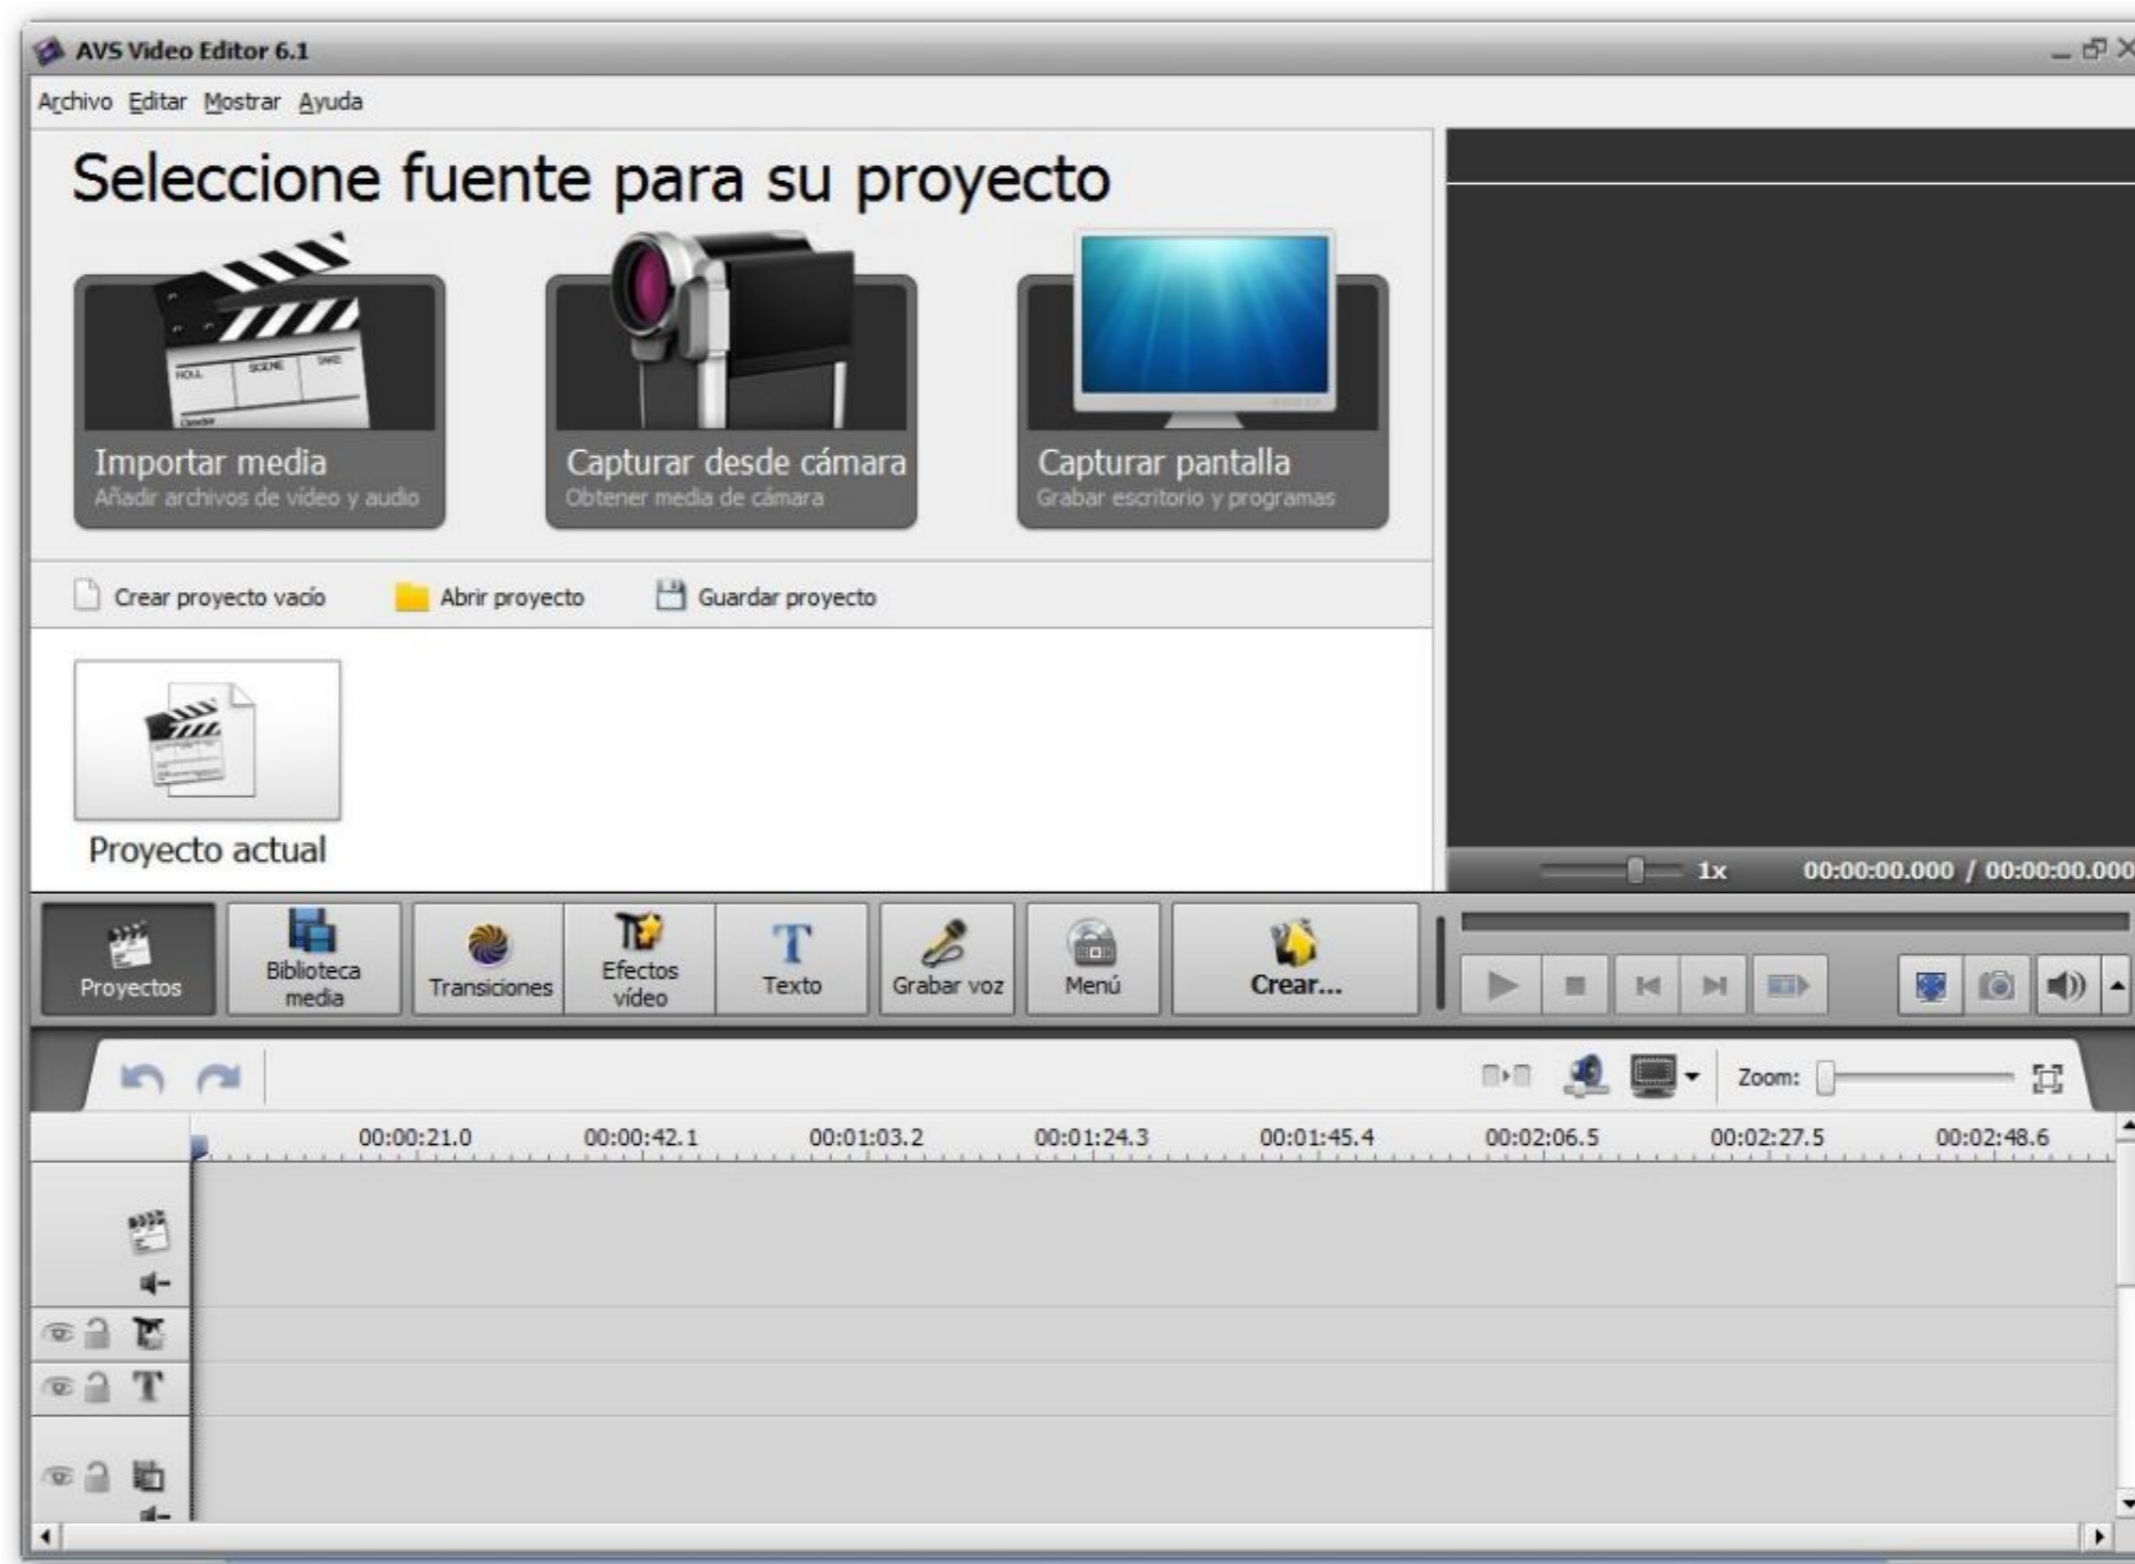 AVS Video Editor 6.1
Archivo Editar Mostrar Ayuda
Seleccione fuente para su proyecto
ROLL SCENE TAKE
Importar media
Añadir archivos de vídeo y audio
Capturar desde cámara
Obtener media de cámara
Capturar pantalla
Grabar escritorio y programas
Crear proyecto vacío
Abrir proyecto
Guardar proyecto
Proyecto actual
1x 00:00:00.000 / 00:00:00.000
Proyectos
Biblioteca
media
Transiciones
Efectos
vídeo
Texto
Grabar voz
Menú
Crear...
Zoom:
00:00:21.0 00:00:42.1 00:01:03.2 00:01:24.3 00:01:45.4 00:02:06.5 00:02:27.5 00:02:48.6